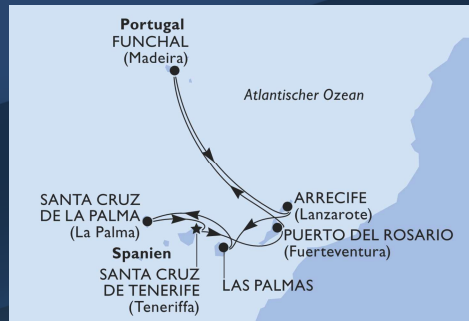 Portugal
FUNCHAL
(Madeira)
Atlantischer Ozean
ARRECIFE
(Lanzarote)
SANTA CRUZ
DE LA PALMA
(La Palma)
PUERTO DEL ROSARIO
(Fuerteventura)
Spanien
SANTA CRUZ
DE TENERIFE
(Teneriffa)
LAS PALMAS